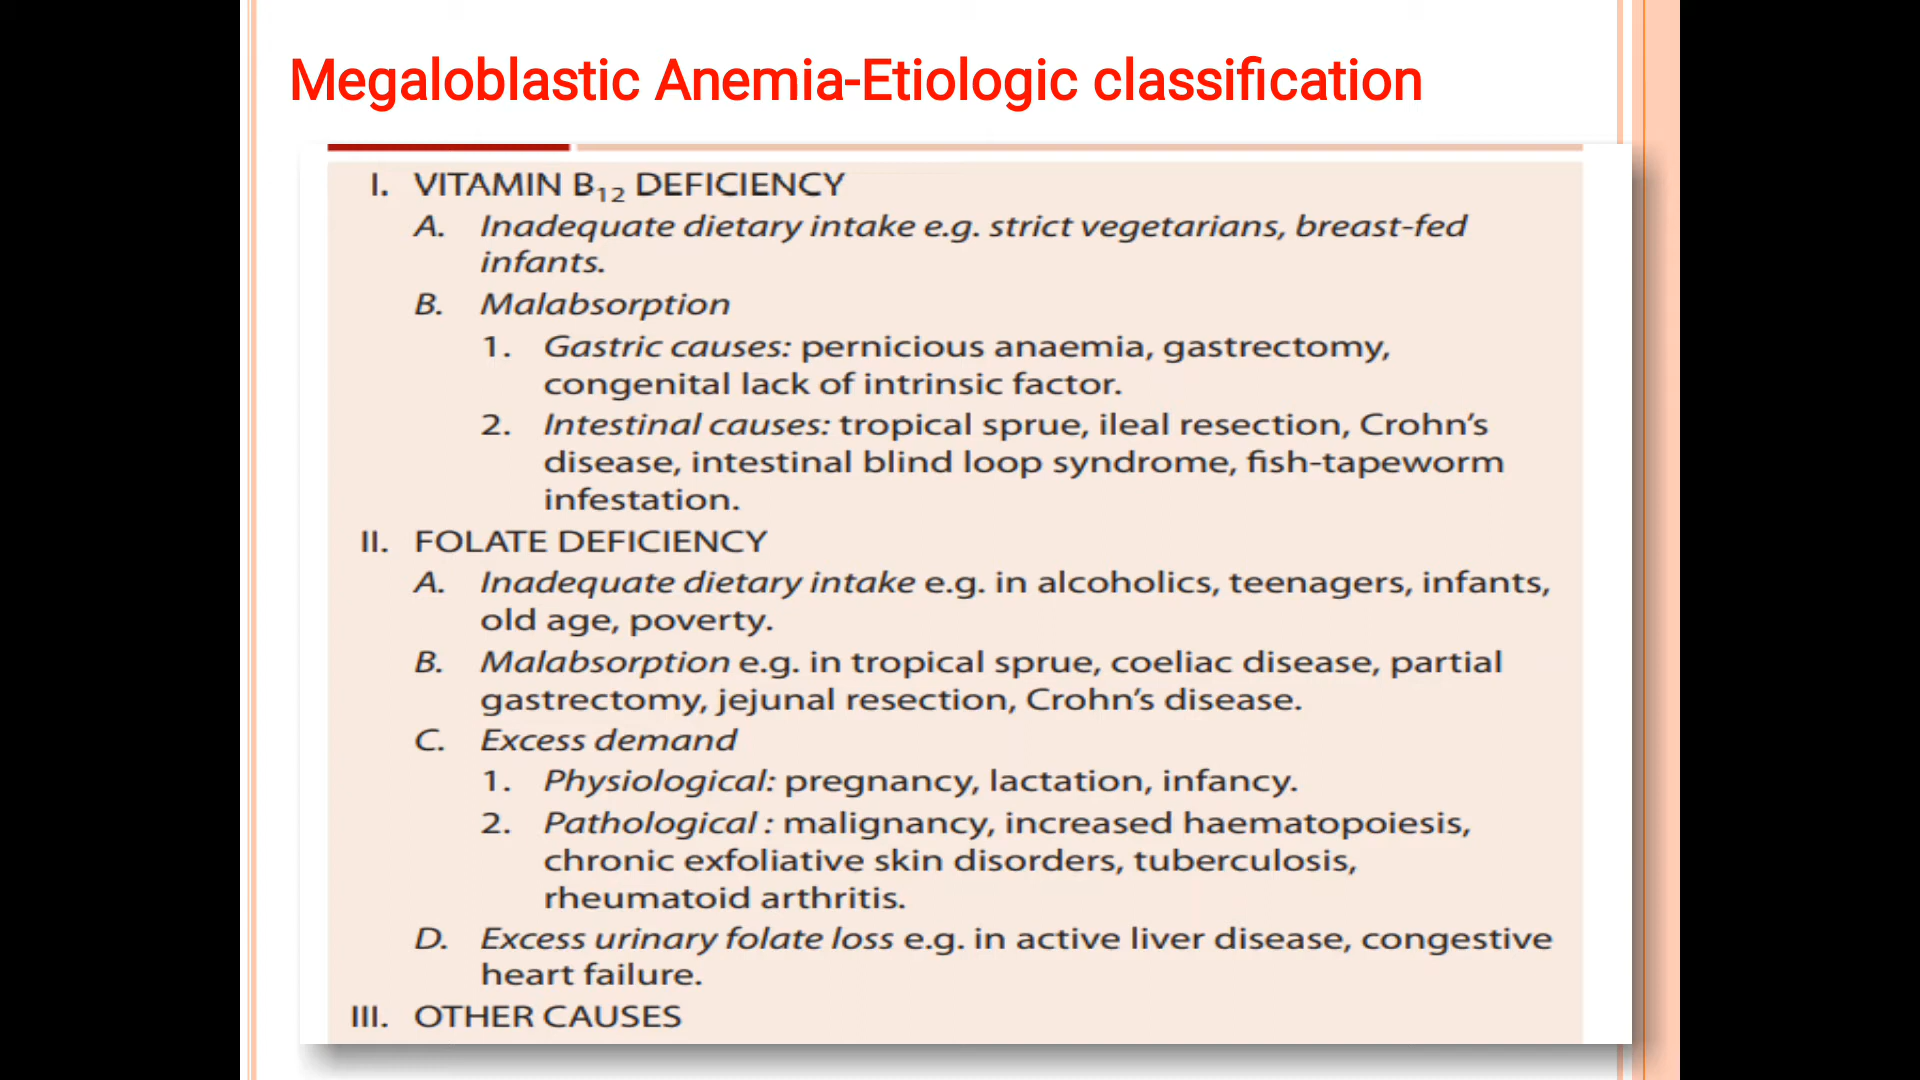 Megaloblastic Anemia-Etiologic classification
I. VITAMIN B12 DEFICIENCY
A. Inadequate dietary intake e.g. strict vegetarians, breast-fed
infants.
B. Malabsorption
1. Gastric causes: pernicious anaemia, gastrectomy,
congenital lack of intrinsic factor.
2. Intestinal causes: tropical sprue, ileal resection, Crohn's
disease, intestinal blind loop syndrome, fish-tapeworm
infestation.
II. FOLATE DEFICIENCY
A. Inadequate dietary intake e.g. in alcoholics, teenagers, infants,
old age, poverty.
B. Malabsorption e.g. in tropical sprue, coeliac disease, partial
gastrectomy, jejunal resection, Crohn's disease.
C. Excess demand
1. Physiological: pregnancy, lactation, infancy.
2. Pathological : malignancy, increased haematopoiesis,
chronic exfoliative skin disorders, tuberculosis,
rheumatoid arthritis.
D. Excess urinary folate loss e.g. in active liver disease, congestive
heart failure.
III. OTHER CAUSES